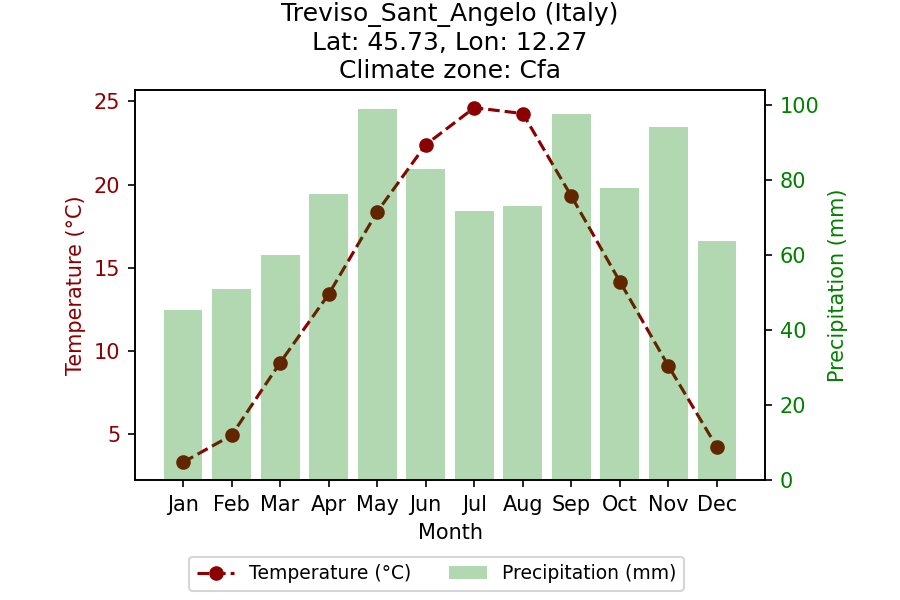 Treviso_Sant_Angelo (Italy)
Lat: 45.73, Lon: 12.27
Climate zone: Cfa
Temperature (°C)
25
20
15
10
5
100
80
60
40
20
0
Precipitation (mm)
Jan Feb Mar Apr May Jun Jul Aug Sep Oct Nov Dec
Month
Temperature (°C) Precipitation (mm)